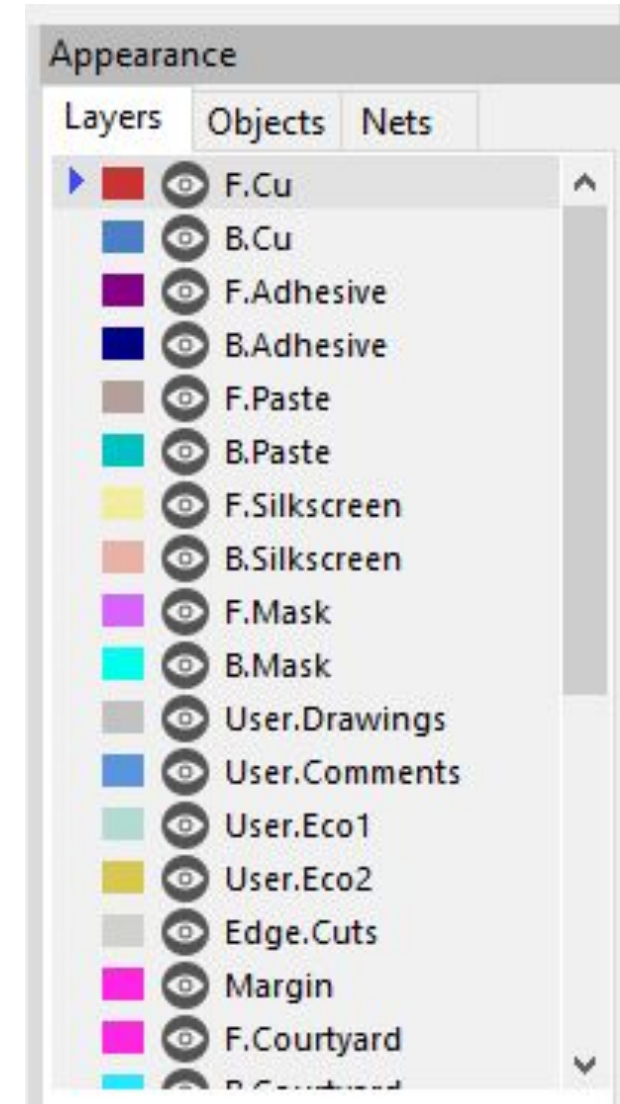 Appearance
Layers Objects Nets
F.Cu
B.Cu
F.Adhesive
B.Adhesive
F.Paste
B.Paste
F.Silkscreen
B.Silkscreen
F.Mask
B.Mask
User.Drawings
User.Comments
User.Eco1
User.Eco2
Edge.Cuts
Margin
F.Courtyard